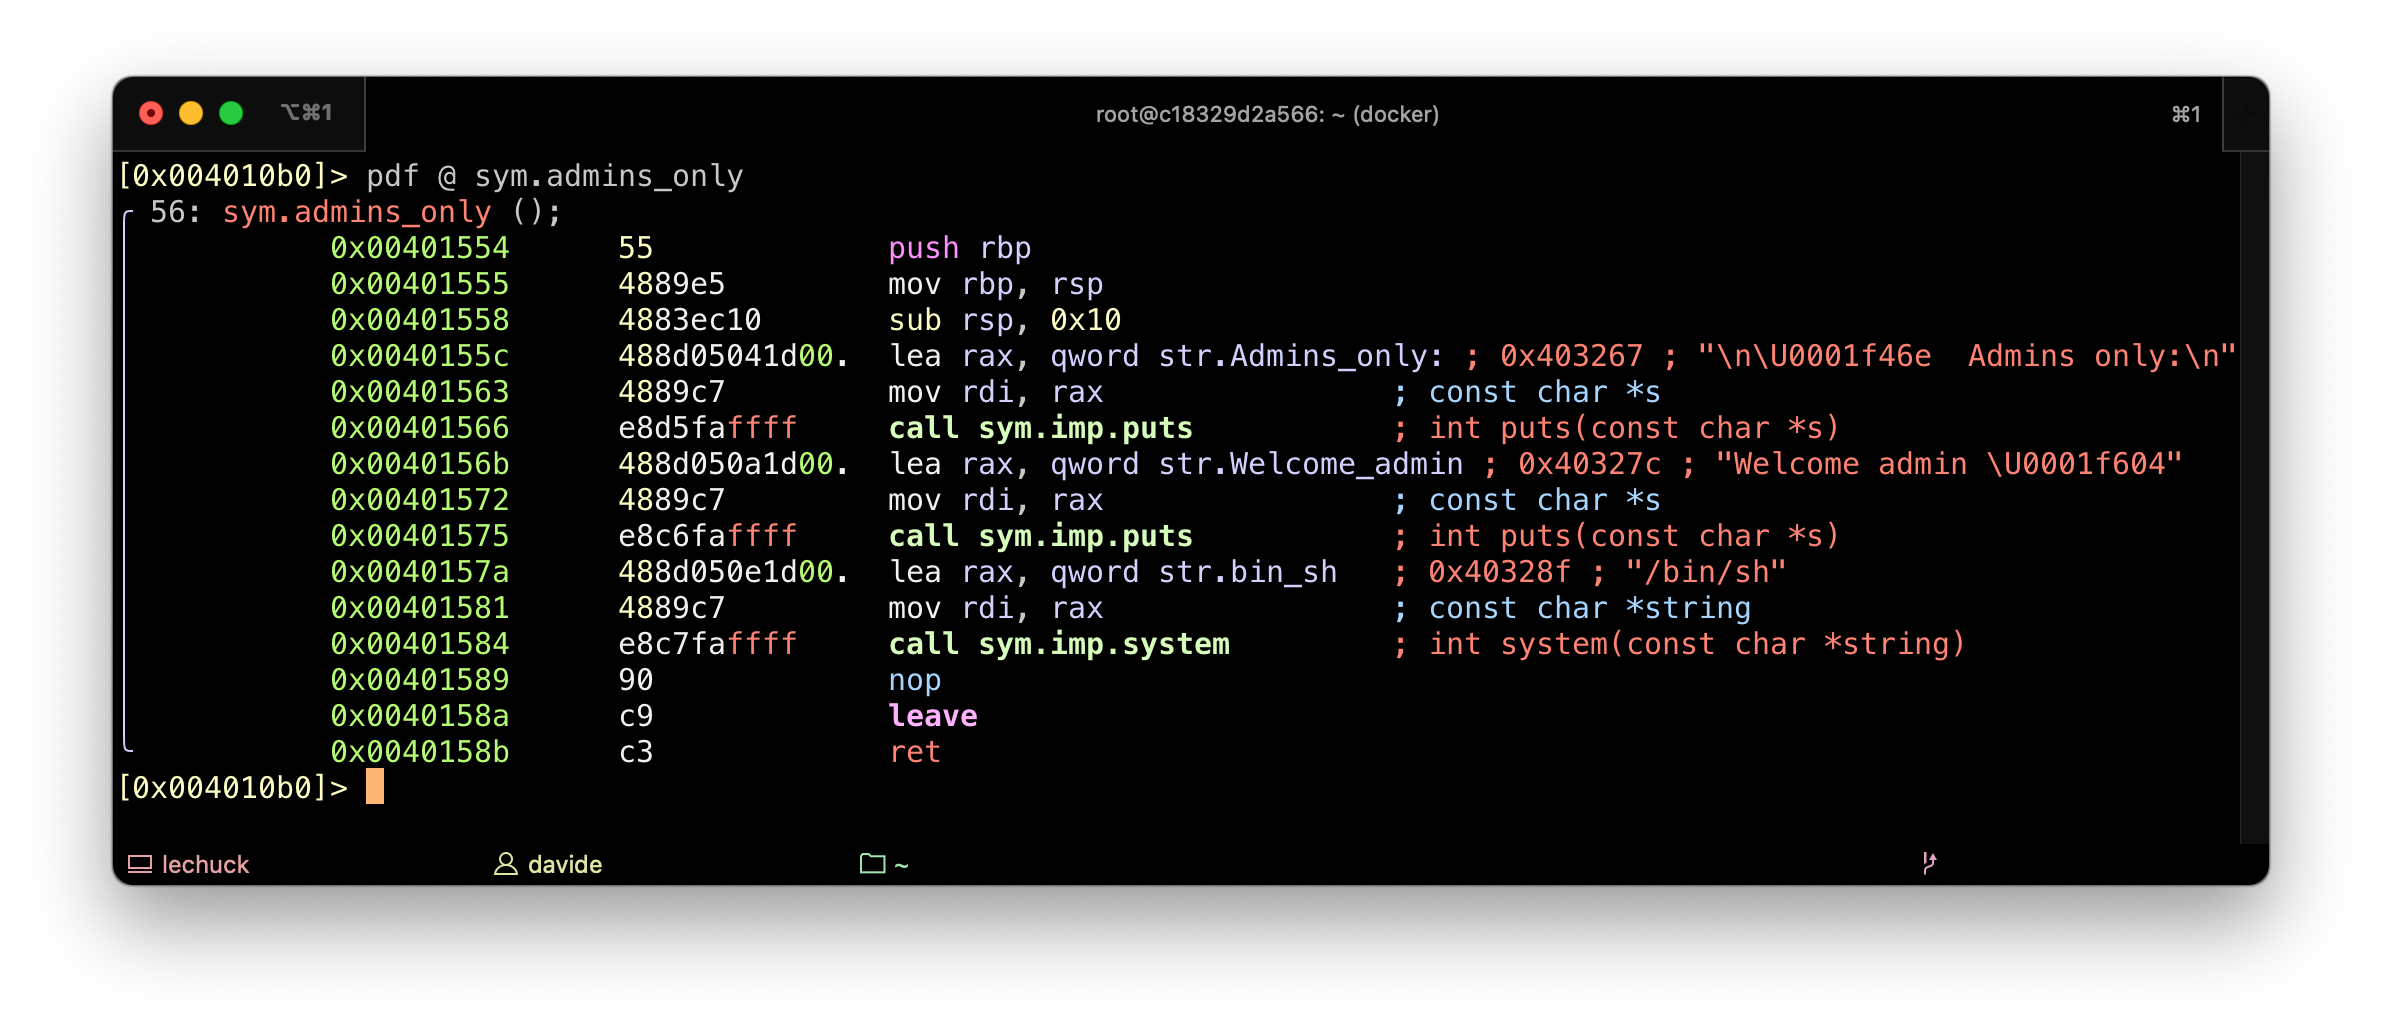 ⌥⌘1 root@c18329d2a566: ~ (docker) ⌘1
[0x004010b0]> pdf @ sym.admins_only
56: sym.admins_only ();
0x00401554 55 push rbp
0x00401555 4889e5 mov rbp, rsp
0x00401558 4883ec10 sub rsp, 0x10
0x0040155c 488d05041d00. lea rax, qword str.Admins_only: ; 0x403267 ; "\n\U0001f46e  Admins only:\n"
0x00401563 4889c7 mov rdi, rax ; const char *s
0x00401566 e8d5faffff call sym.imp.puts ; int puts(const char *s)
0x0040156b 488d050a1d00. lea rax, qword str.Welcome_admin ; 0x40327c ; "Welcome admin \U0001f604"
0x00401572 4889c7 mov rdi, rax ; const char *s
0x00401575 e8c6faffff call sym.imp.puts ; int puts(const char *s)
0x0040157a 488d050e1d00. lea rax, qword str.bin_sh ; 0x40328f ; "/bin/sh"
0x00401581 4889c7 mov rdi, rax ; const char *string
0x00401584 e8c7faffff call sym.imp.system ; int system(const char *string)
0x00401589 90 nop
0x0040158a c9 leave
0x0040158b c3 ret
[0x004010b0]>
lechuck davide ~